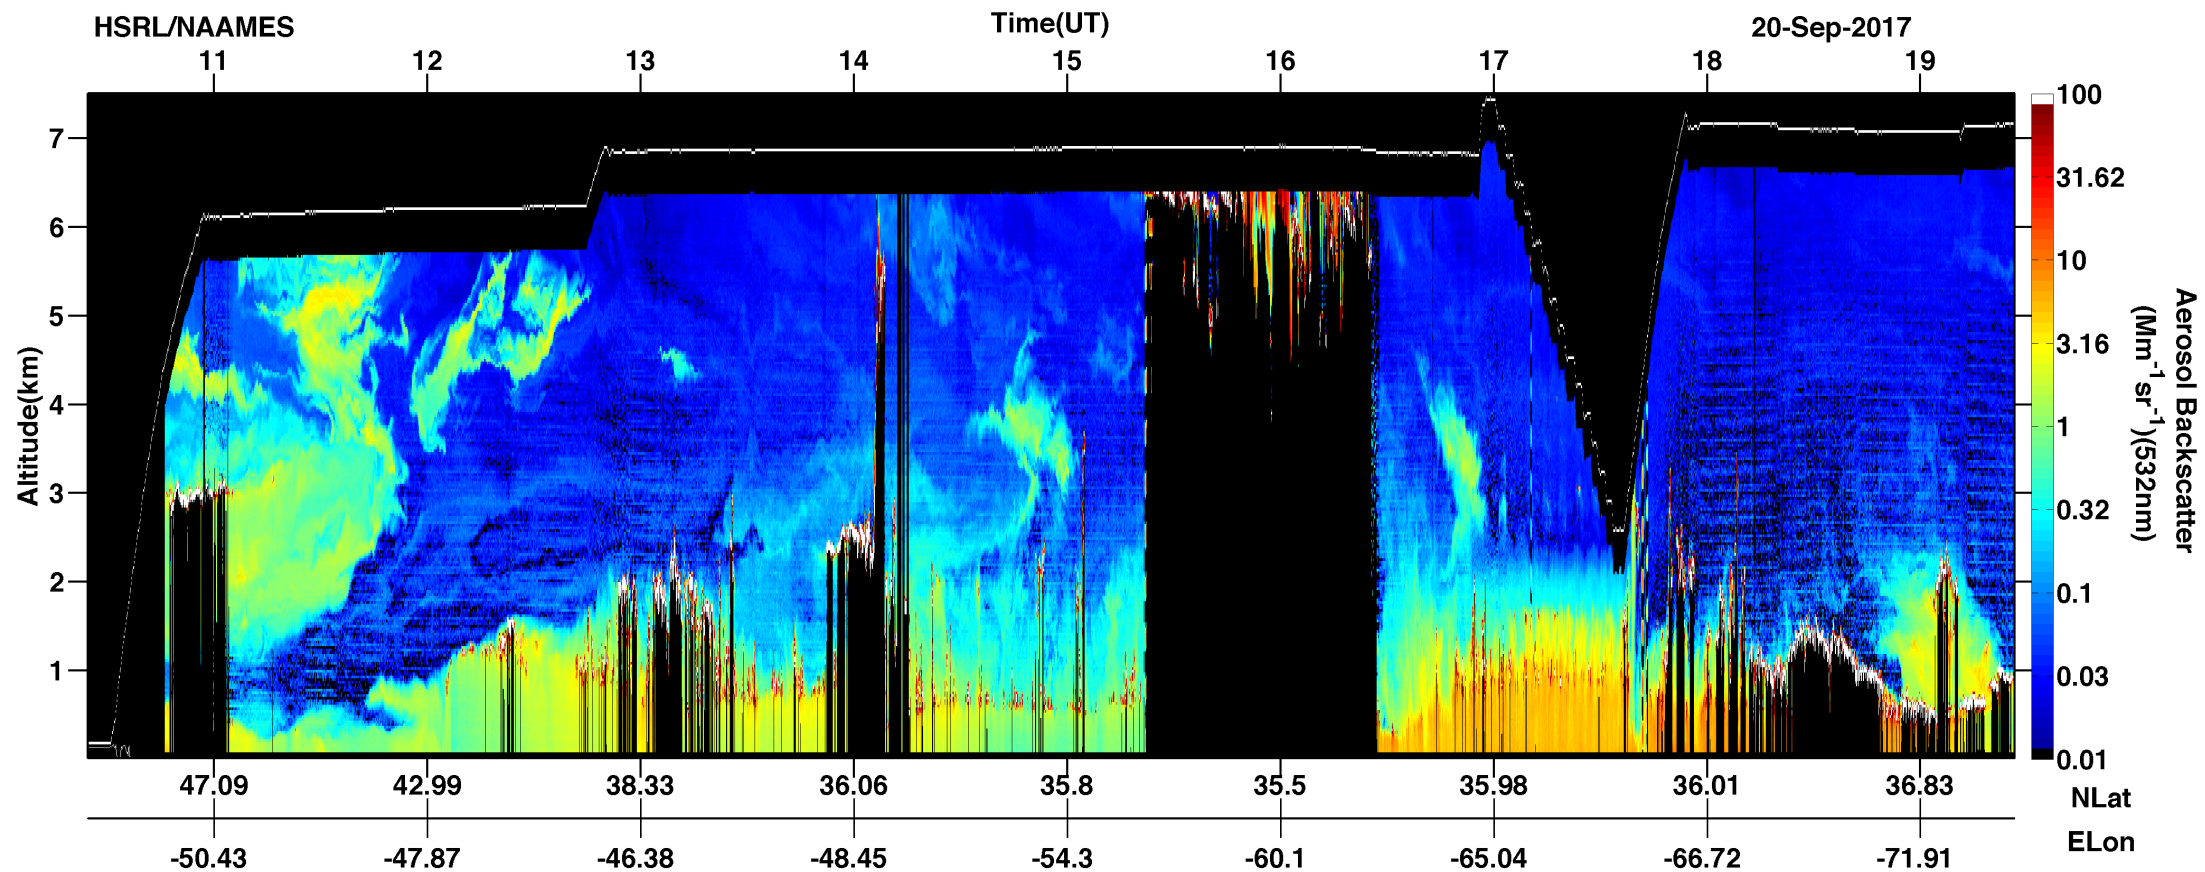 HSRL/NAAMES Time(UT) 20-Sep-2017
11 12 13 14 15 16 17 18 19
Altitude(km)
7
6
5
4
3
2
1
100
31.62
10
3.16
1
0.32
0.1
0.03
0.01
Aerosol Backscatter
(Mm-1 sr-1)(532nm)
47.09 42.99 38.33 36.06 35.8 35.5 35.98 36.01 36.83 NLat
-50.43 -47.87 -46.38 -48.45 -54.3 -60.1 -65.04 -66.72 -71.91 ELon